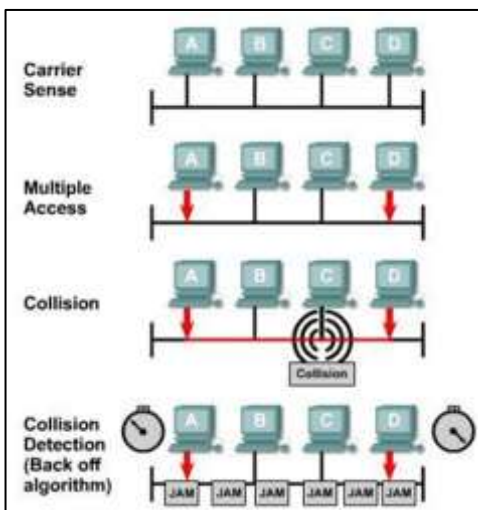 A B C D
Carrier
Sense
A B C D
Multiple
Access
A B C D
Collision
Collision
A B C D
Collision
Detection
(Back off
algorithm)
JAM JAM JAM JAM JAM JAM